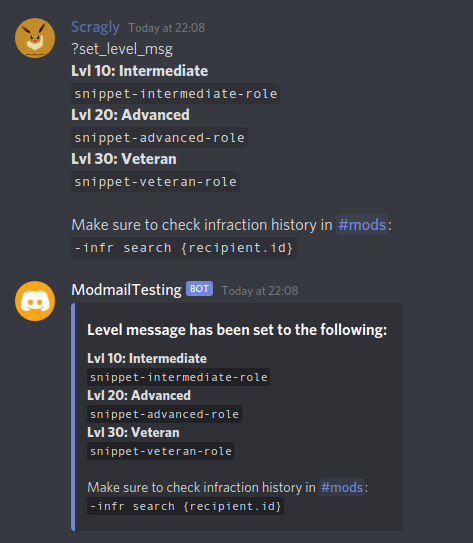 Scragly Today at 22:08
?set_level_msg
Lvl 10: Intermediate
snippet-intermediate-role
Lvl 20: Advanced
snippet-advanced-role
Lvl 30: Veteran
snippet-veteran-role
Make sure to check infraction history in #mods:
-infr search {recipient.id}
ModmailTesting BOT Today at 22:08
Level message has been set to the following:
Lvl 10: Intermediate
snippet-intermediate-role
Lvl 20: Advanced
snippet-advanced-role
Lvl 30: Veteran
snippet-veteran-role
Make sure to check infraction history in #mods:
-infr search {recipient.id}